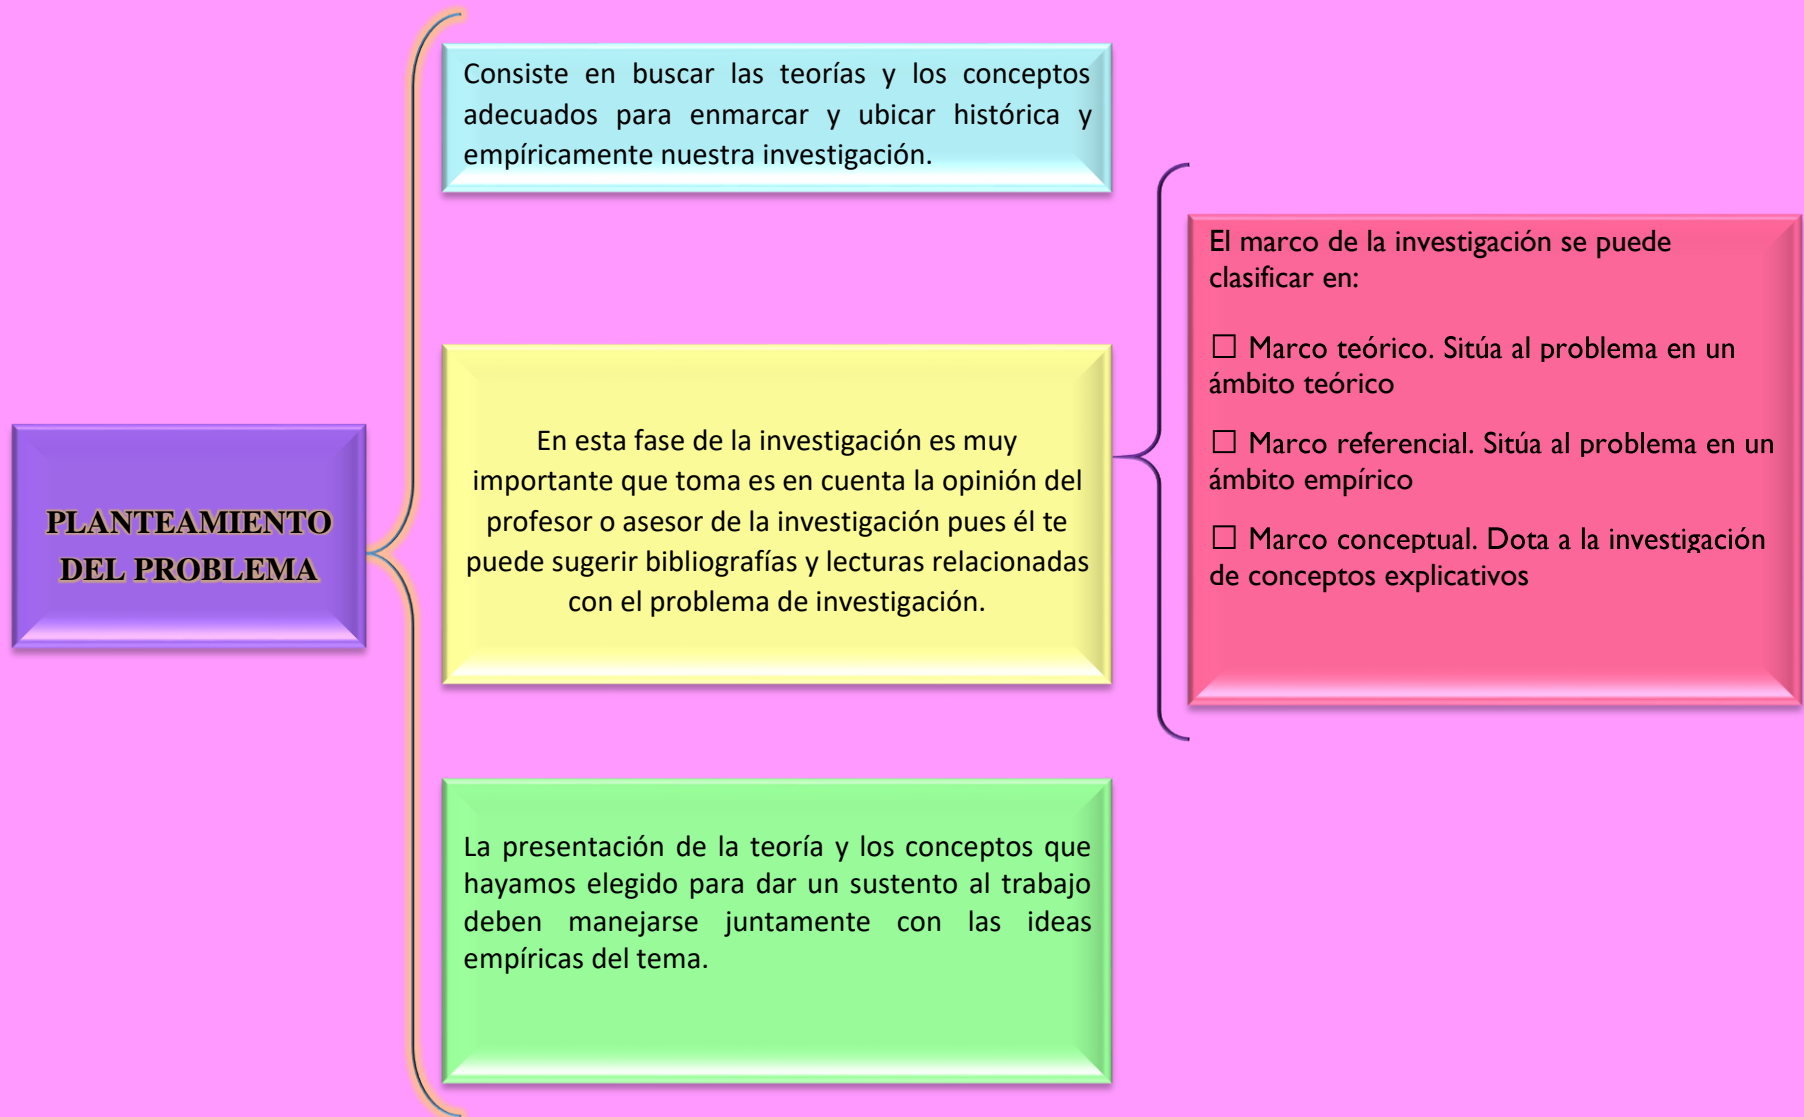 PLANTEAMIENTO
DEL PROBLEMA
Consiste en buscar las teorías y los conceptos
adecuados para enmarcar y ubicar histórica y
empíricamente nuestra investigación.
En esta fase de la investigación es muy
importante que toma es en cuenta la opinión del
profesor o asesor de la investigación pues él te
puede sugerir bibliografías y lecturas relacionadas
con el problema de investigación.
El marco de la investigación se puede
clasificar en:
☐ Marco teórico. Sitúa al problema en un
ámbito teórico
☐ Marco referencial. Sitúa al problema en un
ámbito empírico
☐ Marco conceptual. Dota a la investigación
de conceptos explicativos
La presentación de la teoría y los conceptos que
hayamos elegido para dar un sustento al trabajo
deben manejarse juntamente con las ideas
empíricas del tema.